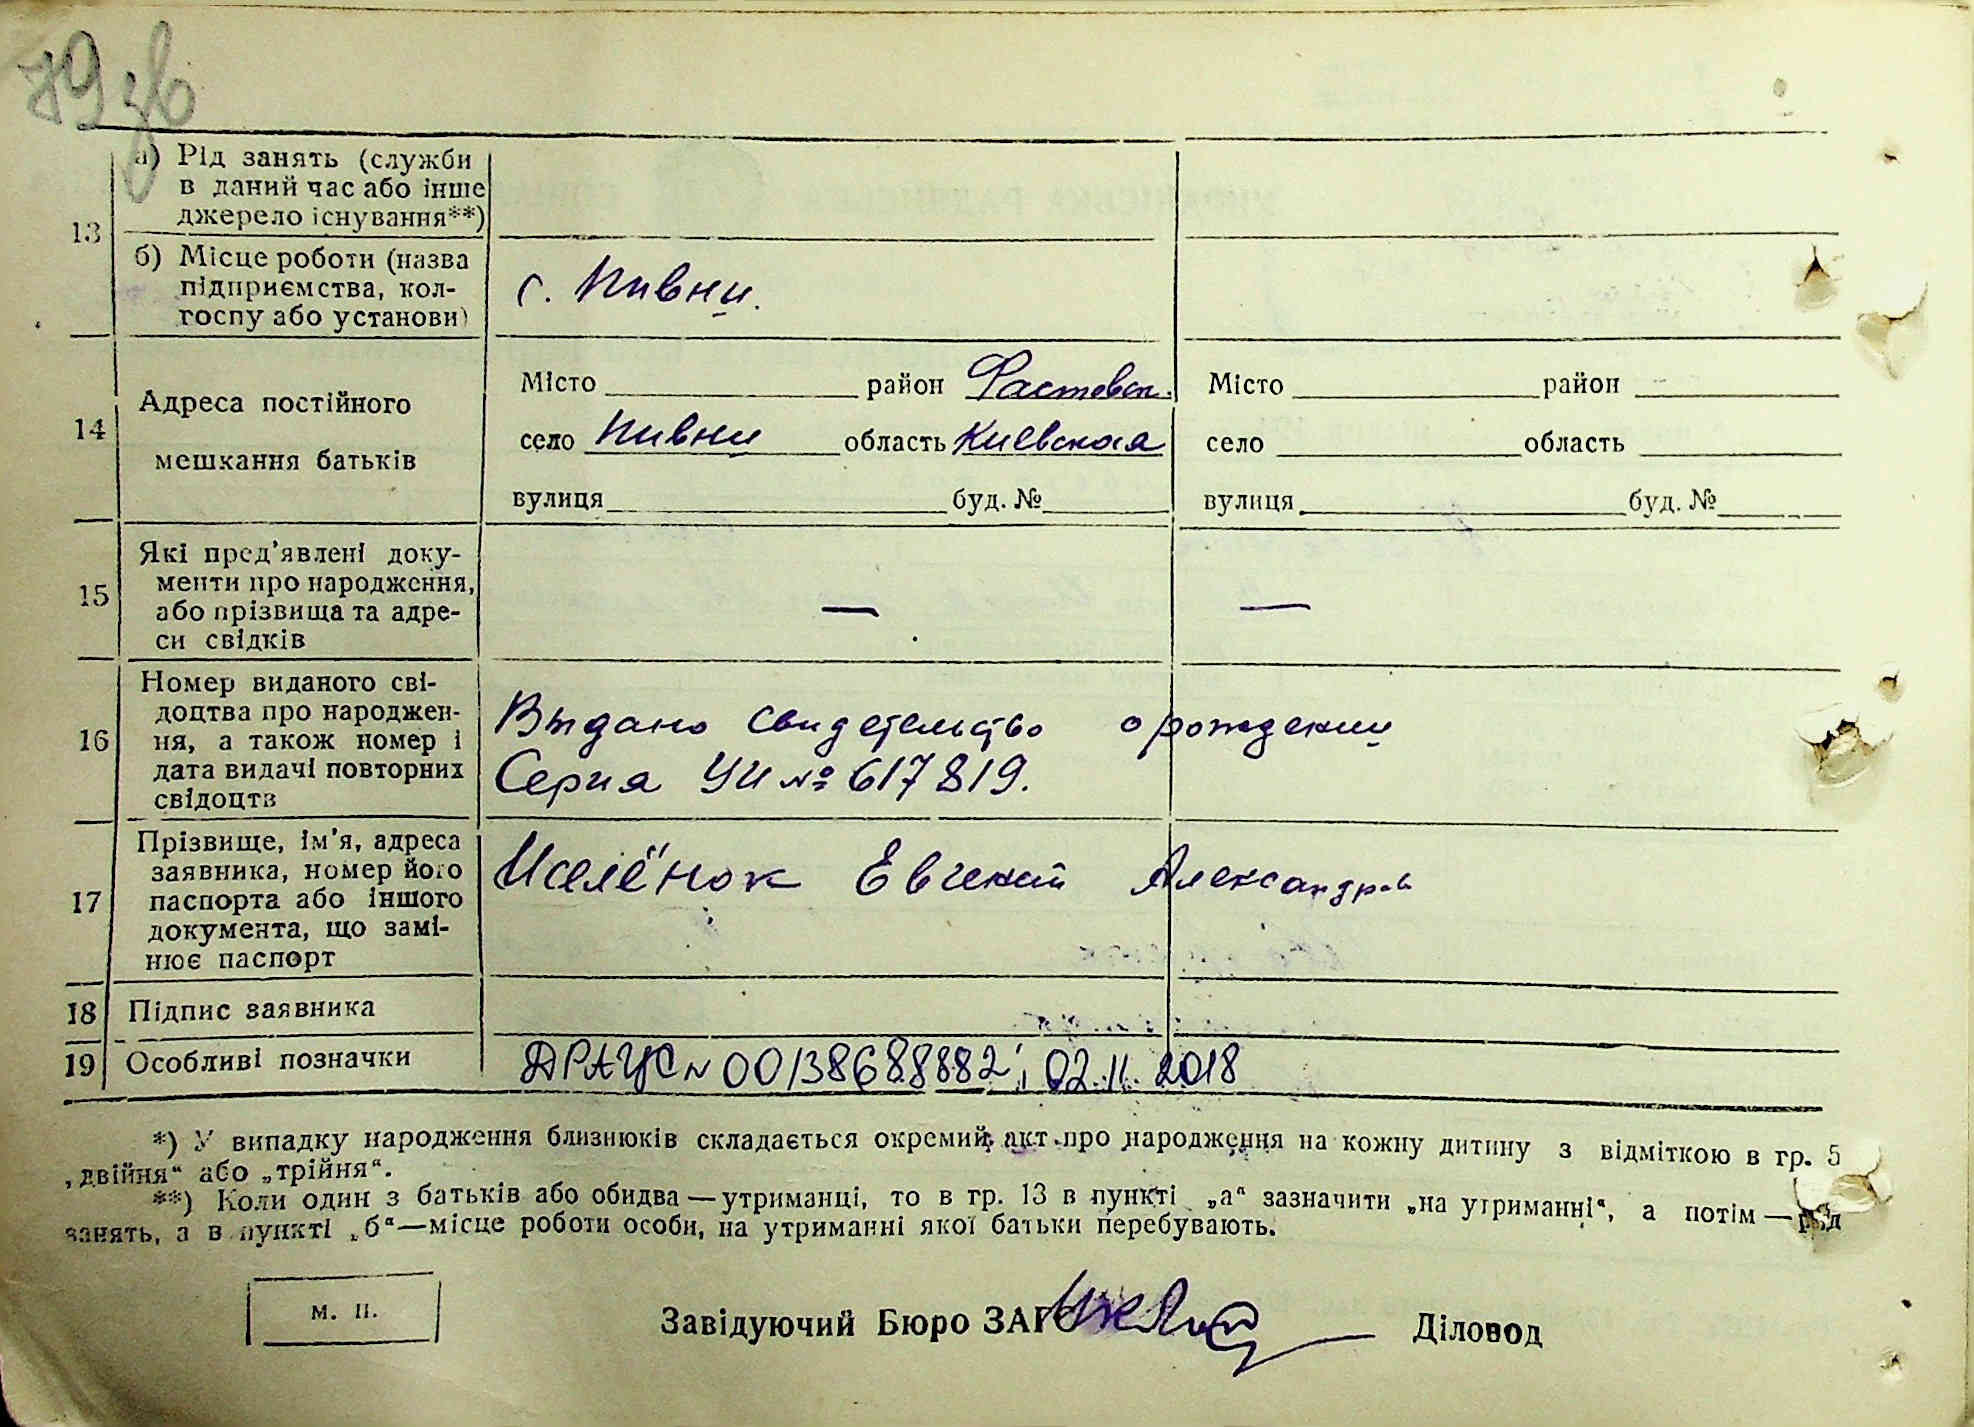 79 зв
13
а) Рід занять (служби
в даний час або інше
джерело існування**)
б) Місце роботи (назва
підприємства, кол-
госпу або установи)
с. Пивни.
14
Адреса постійного
мешкання батьків
Місто район Фастовск.
село Пивни область Киевская
вулиця буд. №
Місто район
село область
вулиця буд. №
15
Які пред'явлені доку-
менти про народження,
або прізвища та адре-
си свідків
—
—
16
Номер виданого сві-
доцтва про народжен-
ня, а також номер і
дата видачі повторних
свідоцтв
Выдано свидетельство о рождении
Серия УИ № 617819.
17
Прізвище, ім'я, адреса
заявника, номер його
паспорта або іншого
документа, що замі-
нює паспорт
Иселёнок Евгений Александров
18
Підпис заявника
19
Особливі позначки
ДРАЦС N 00138688882; 02.11.2018
*) У випадку народження близнюків складається окремий акт про народження на кожну дитину з відміткою в гр. 5
„двійня“ або „трійня“.
**) Коли один з батьків або обидва—утриманці, то в гр. 13 в пункті „а“ зазначити „на утриманні“, а потім—рід
занять, а в пункті „б“—місце роботи особи, на утриманні якої батьки перебувають.
М. П.
Завідуючий Бюро ЗАГС
Діловод